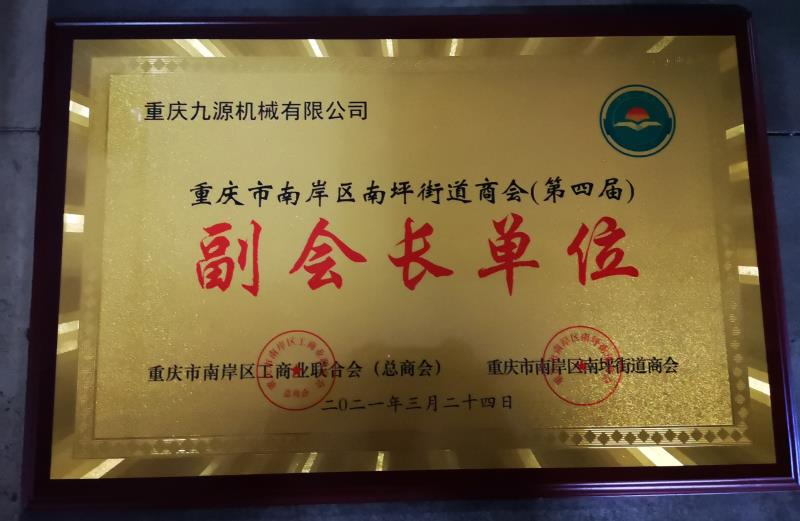 重庆九源机械有限公司
重庆市南岸区南坪街道商会(第四届)
副会长单位
重庆市南岸区工商业联合会（总商会） 重庆市南岸区南坪街道商会
总商会
二〇二一年三月二十四日